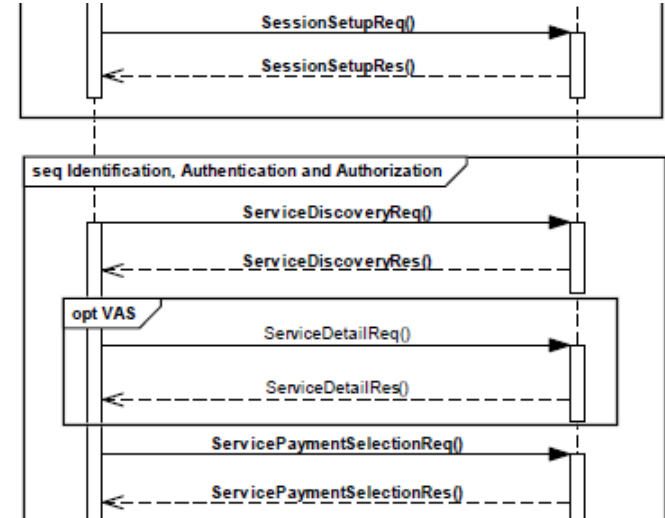 SessionSetupReq()
SessionSetupRes()
seq Identification, Authentication and Authorization
ServiceDiscoveryReq()
ServiceDiscoveryRes()
opt VAS
ServiceDetailReq()
ServiceDetailRes()
ServicePaymentSelectionReq()
ServicePaymentSelectionRes()